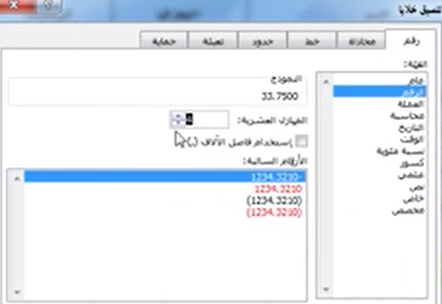 تنسيق خلايا
رقم
محاذاة
خط
حدود
تعبئة
حماية
الفئة:
عام
الرقم
العملة
محاسبة
التاريخ
الوقت
نسبة مئوية
كسور
علمي
نص
خاص
مخصص
النموذج
33.7500
المنازل العشرية:
4
إستخدام فاصل الآلاف (,)
الأرقام السالبة:
1234.3210-
1234.3210
(1234.3210)
(1234.3210)